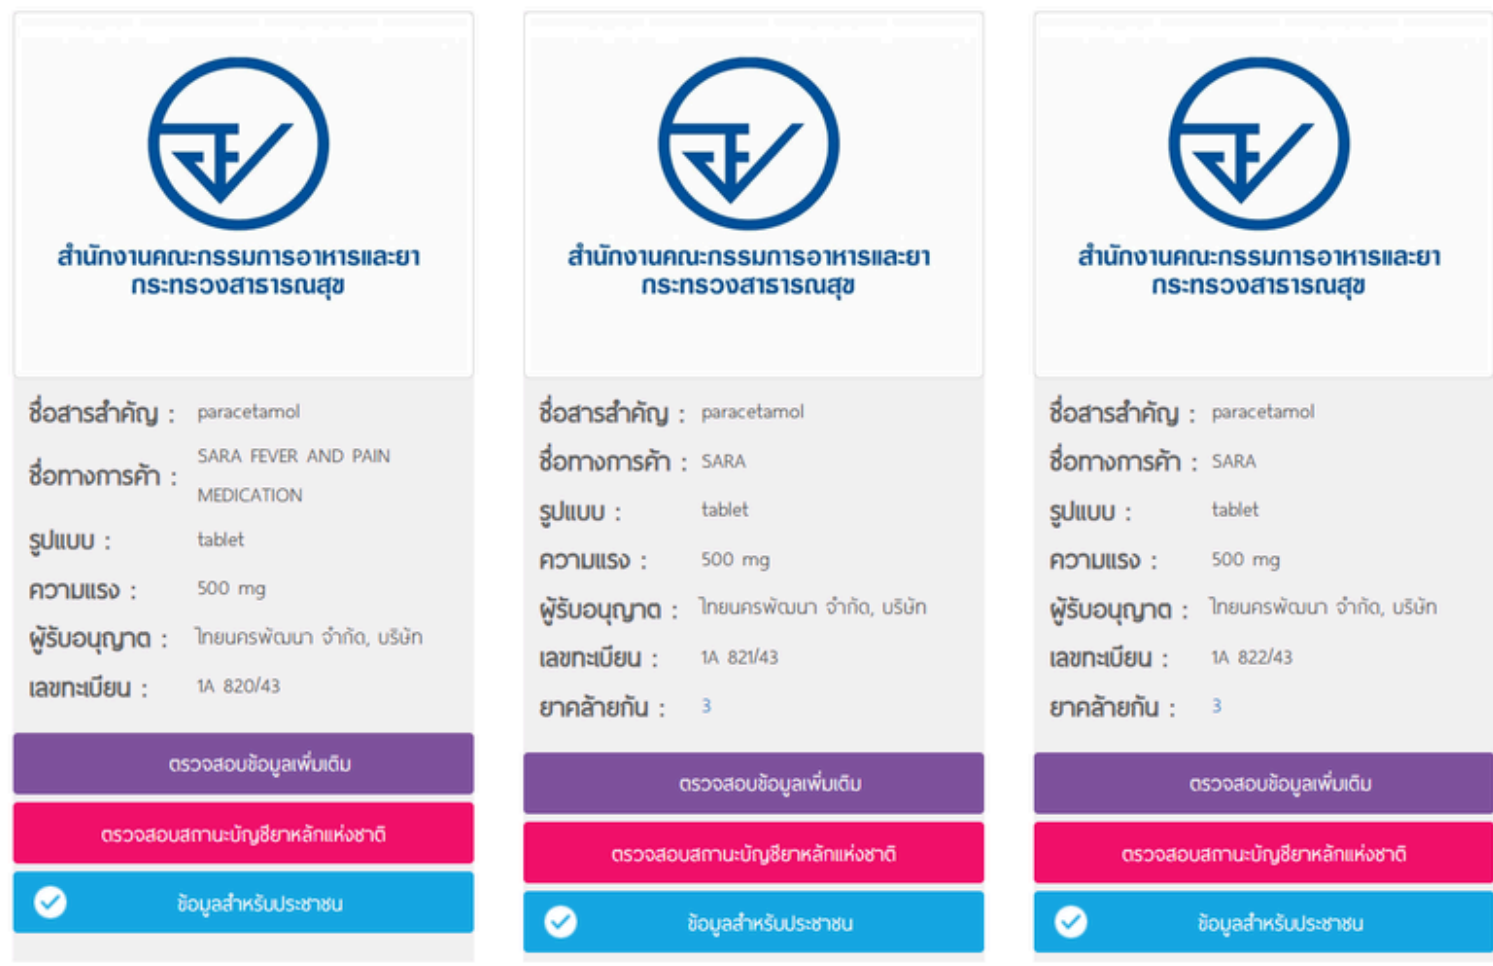 สำนักงานคณะกรรมการอาหารและยา
กระทรวงสาธารณสุข
ชื่อสารสำคัญ : paracetamol
ชื่อทางการค้า : SARA FEVER AND PAIN
MEDICATION
รูปแบบ : tablet
ความแรง : 500 mg
ผู้รับอนุญาต : ไทยนครพัฒนา จำกัด, บริษัท
เลขทะเบียน : 1A 820/43
ตรวจสอบข้อมูลเพิ่มเติม
ตรวจสอบสถานะบัญชียาหลักแห่งชาติ
ข้อมูลสำหรับประชาชน
สำนักงานคณะกรรมการอาหารและยา
กระทรวงสาธารณสุข
ชื่อสารสำคัญ : paracetamol
ชื่อทางการค้า : SARA
รูปแบบ : tablet
ความแรง : 500 mg
ผู้รับอนุญาต : ไทยนครพัฒนา จำกัด, บริษัท
เลขทะเบียน : 1A 821/43
ยาคล้ายกัน : 3
ตรวจสอบข้อมูลเพิ่มเติม
ตรวจสอบสถานะบัญชียาหลักแห่งชาติ
ข้อมูลสำหรับประชาชน
สำนักงานคณะกรรมการอาหารและยา
กระทรวงสาธารณสุข
ชื่อสารสำคัญ : paracetamol
ชื่อทางการค้า : SARA
รูปแบบ : tablet
ความแรง : 500 mg
ผู้รับอนุญาต : ไทยนครพัฒนา จำกัด, บริษัท
เลขทะเบียน : 1A 822/43
ยาคล้ายกัน : 3
ตรวจสอบข้อมูลเพิ่มเติม
ตรวจสอบสถานะบัญชียาหลักแห่งชาติ
ข้อมูลสำหรับประชาชน